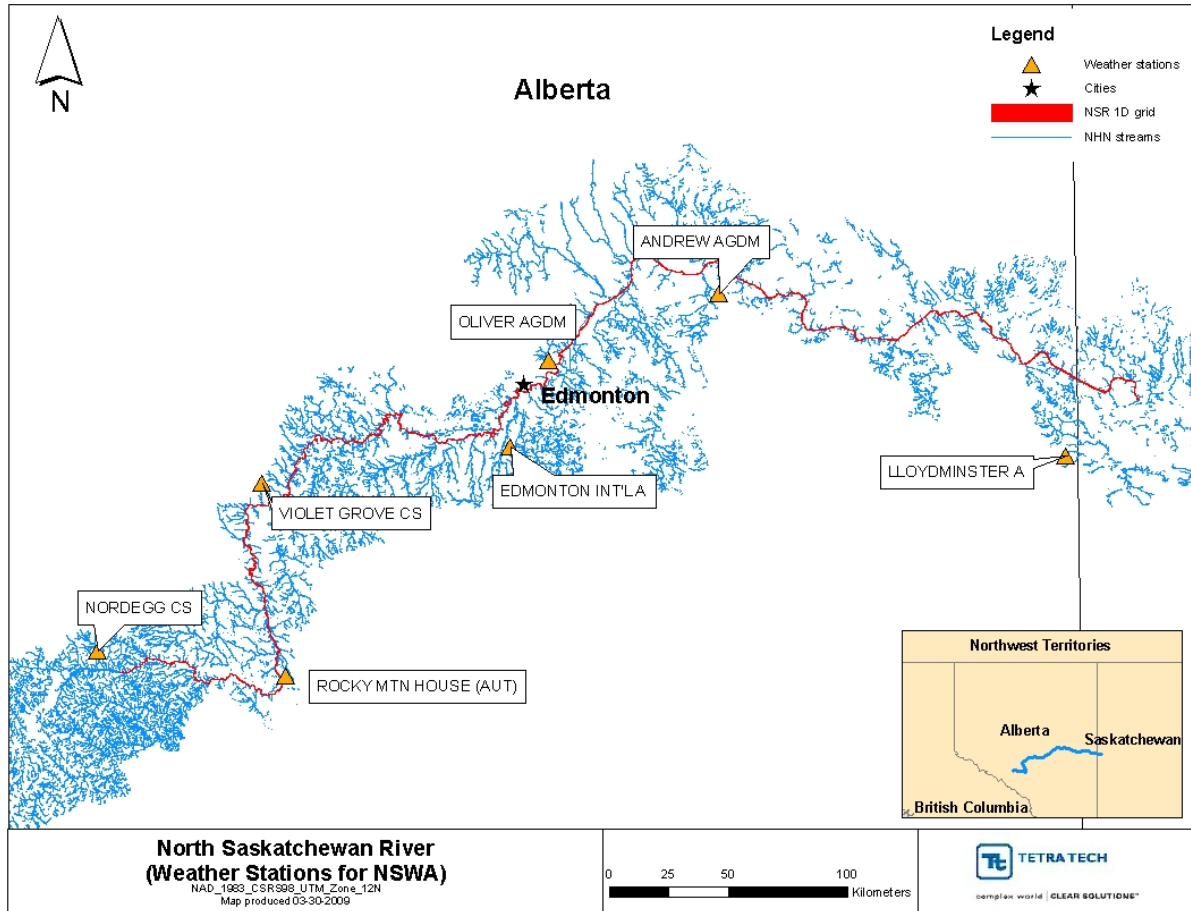 N
Alberta
Legend
Weather stations
Cities
NSR 1D grid
NHN streams
ANDREW AGDM
OLIVER AGDM
Edmonton
LLOYDMINSTER A
EDMONTON INT'L A
VIOLET GROVE CS
NORDEGG CS
ROCKY MTN HOUSE (AUT)
Northwest Territories
Alberta
Saskatchewan
British Columbia
North Saskatchewan River
(Weather Stations for NSWA)
NAD_1983_CSRS98_UTM_Zone_12N
Map produced 03-30-2009
0 25 50 100
Kilometers
Tt TETRA TECH
complex world | CLEAR SOLUTIONS™